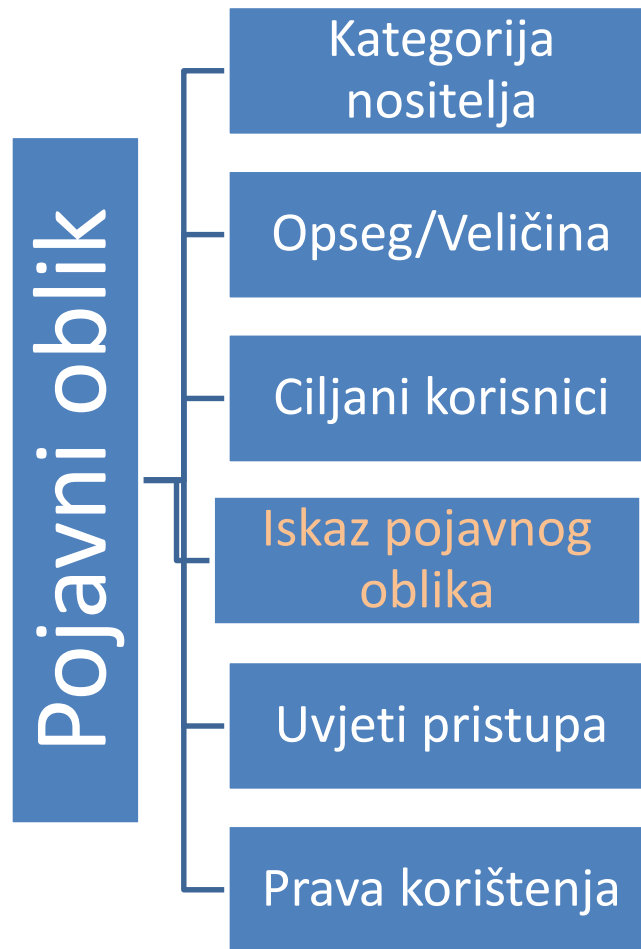 Pojavni oblik
Kategorija
nositelja
Opseg/Veličina
Ciljani korisnici
Iskaz pojavnog
oblika
Uvjeti pristupa
Prava korištenja